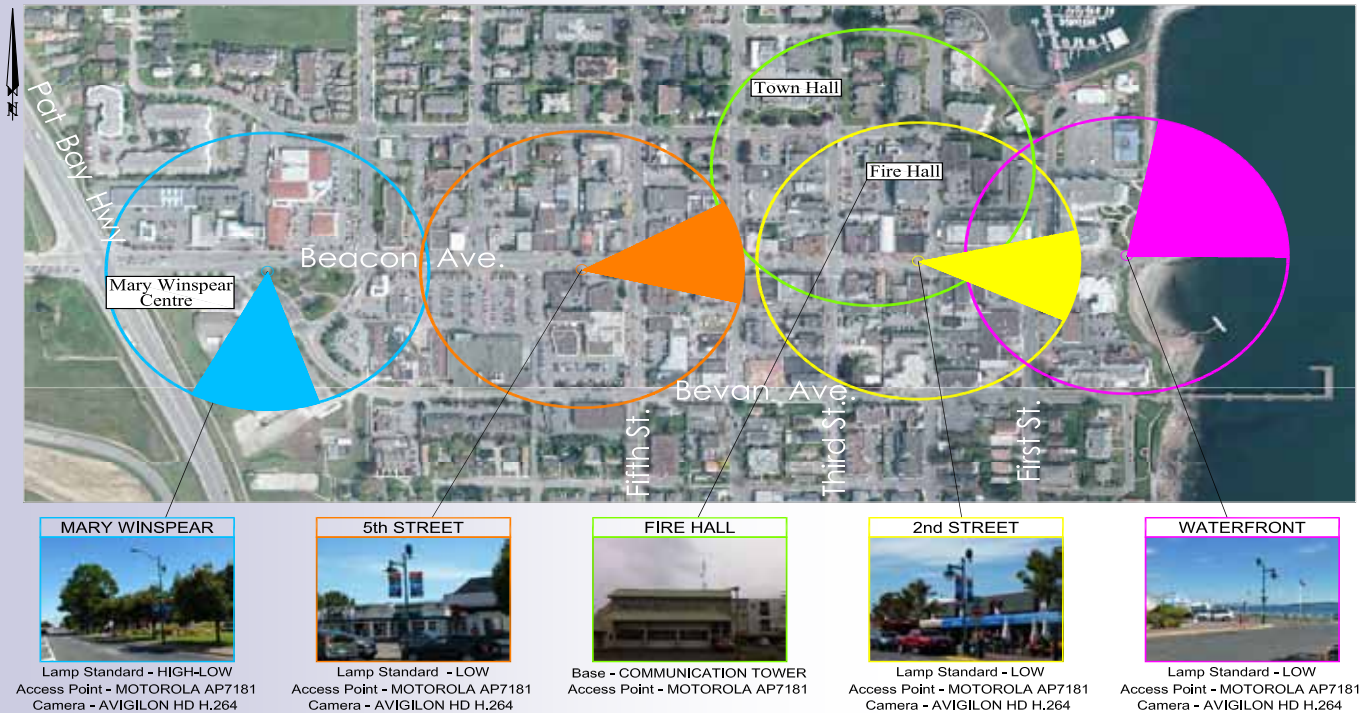 N
Pat Bay Hwy
Town Hall
Fire Hall
Beacon Ave.
Mary Winspear
Centre
Bevan Ave.
Fifth St.
Third St.
First St.
MARY WINSPEAR
Lamp Standard - HIGH-LOW
Access Point - MOTOROLA AP7181
Camera - AVIGILON HD H.264
5th STREET
Lamp Standard - LOW
Access Point - MOTOROLA AP7181
Camera - AVIGILON HD H.264
FIRE HALL
Base - COMMUNICATION TOWER
Access Point - MOTOROLA AP7181
2nd STREET
Lamp Standard - LOW
Access Point - MOTOROLA AP7181
Camera - AVIGILON HD H.264
WATERFRONT
Lamp Standard - LOW
Access Point - MOTOROLA AP7181
Camera - AVIGILON HD H.264